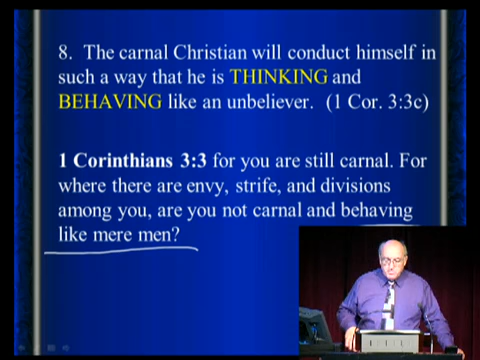 8. The carnal Christian will conduct himself in
such a way that he is THINKING and
BEHAVING like an unbeliever. (1 Cor. 3:3c)
1 Corinthians 3:3 for you are still carnal. For
where there are envy, strife, and divisions
among you, are you not carnal and behaving
like mere men?